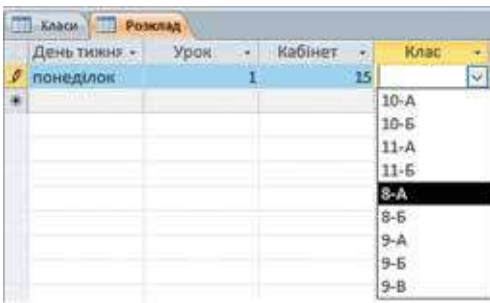 Класи Розклад
День тижня Урок Кабінет Клас
понеділок 1 15
10-А
10-Б
11-А
11-Б
8-А
8-Б
9-А
9-Б
9-В